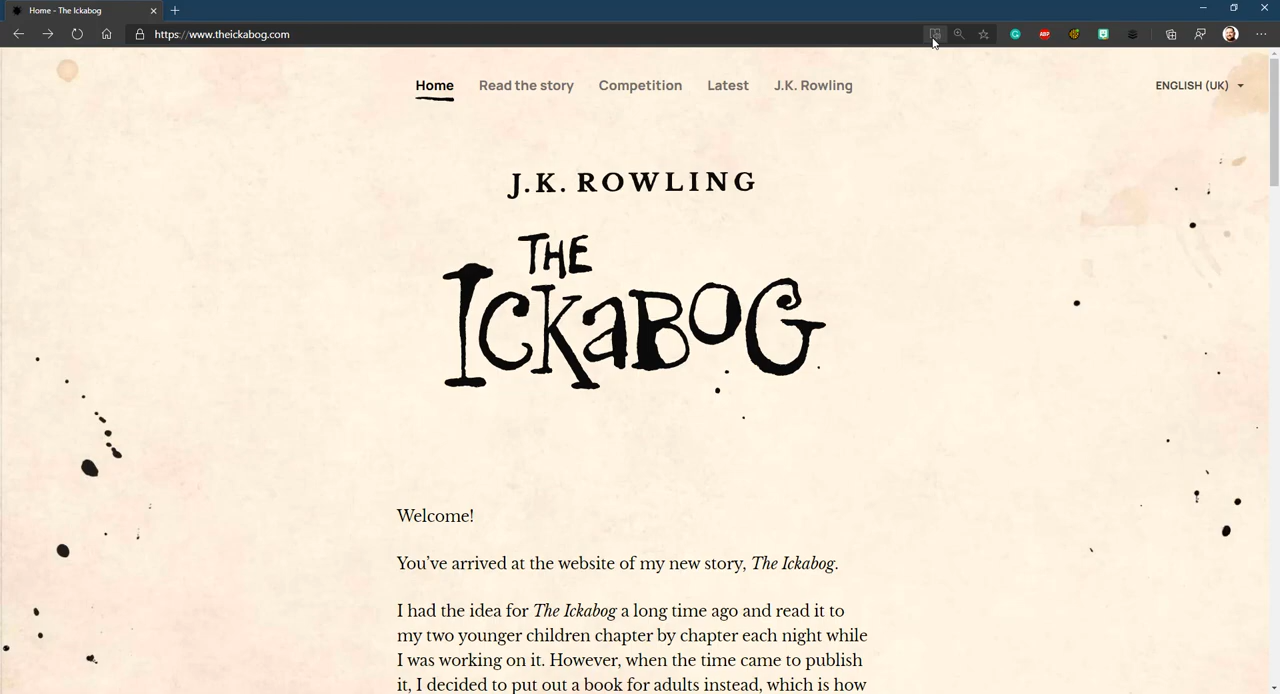 Home - The Ickabog
https://www.theickabog.com
ABP
Home Read the story Competition Latest J.K. Rowling
ENGLISH (UK)
J.K. ROWLING
THE
IckaBOG
Welcome!
You’ve arrived at the website of my new story, The Ickabog.
I had the idea for The Ickabog a long time ago and read it to
my two younger children chapter by chapter each night while
I was working on it. However, when the time came to publish
it, I decided to put out a book for adults instead, which is how